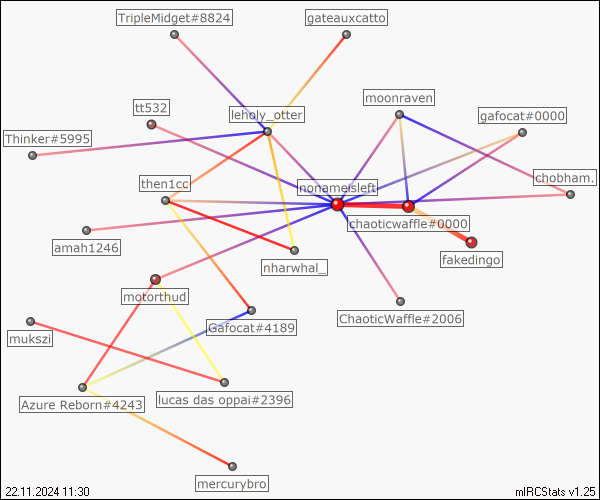 TripleMidget#8824
gateauxcatto
tt532
moonraven
leholy_otter
gafocat#0000
Thinker#5995
then1cc
nonameisleft
chobham.
chaoticwaffle#0000
amah1246
fakedingo
nharwhal_
motorthud
Gafocat#4189
ChaoticWaffle#2006
mukszi
Azure Reborn#4243
lucas das oppai#2396
mercurybro
22.11.2024 11:30
mIRCStats v1.25